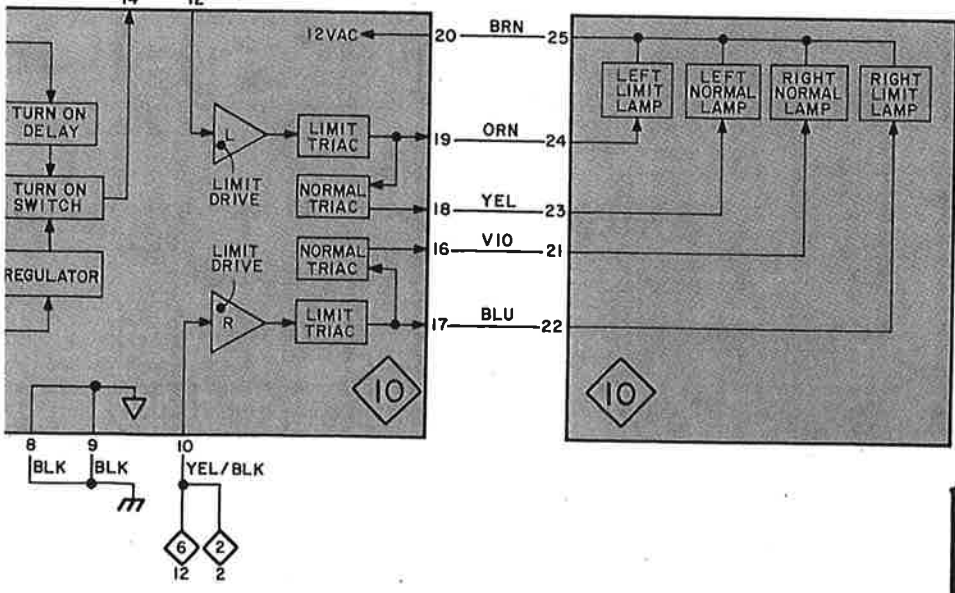 14 12
12VAC
20 BRN 25
LEFT LIMIT LAMP
LEFT NORMAL LAMP
RIGHT NORMAL LAMP
RIGHT LIMIT LAMP
TURN ON DELAY
L
LIMIT TRIAC
19 ORN 24
LIMIT DRIVE
TURN ON SWITCH
NORMAL TRIAC
18 YEL 23
LIMIT DRIVE
NORMAL TRIAC
16 VIO 21
REGULATOR
R
LIMIT TRIAC
17 BLU 22
10
10
8 9 10
BLK BLK YEL/BLK
6 2
12 2